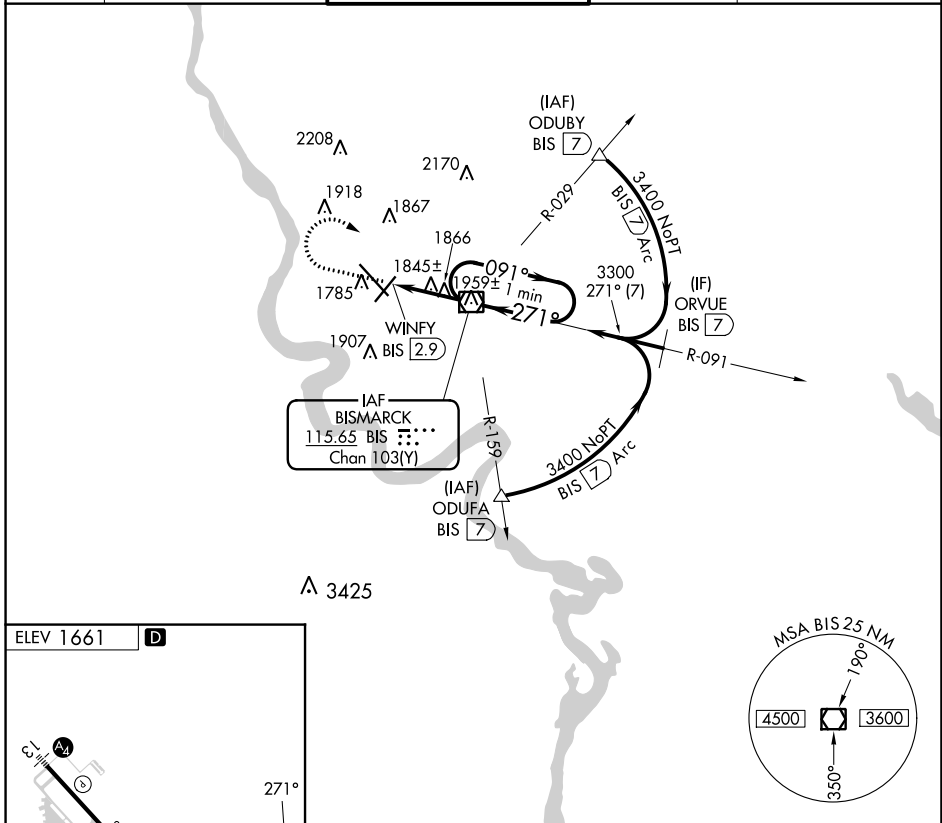 (IAF)
ODUBY
BIS 7
2208
2170
R-029
3400 NoPT
BIS 7 Arc
1918
1867
1866
1845±
091°
1959± 1 min
3300
271° (7)
(IF)
ORVUE
BIS 7
1785
271°
WINFY
BIS 2.9
1907
R-091
IAF
BISMARCK
115.65 BIS
Chan 103(Y)
R-159
3400 NoPT
BIS 7 Arc
(IAF)
ODUFA
BIS 7
3425
ELEV 1661 D
MSA BIS 25 NM
190°
4500 3600
350°
13 A4
P
271°